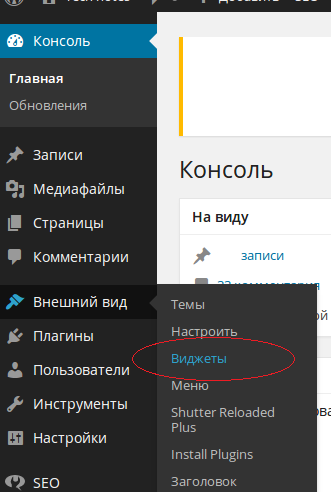 Консоль
Главная
Обновления
Записи
Медиафайлы
Страницы
Комментарии
Внешний вид
Плагины
Пользователи
Инструменты
Настройки
SEO
Консоль
На виду
записи
Темы
Настроить
Виджеты
Меню
Shutter Reloaded
Plus
Install Plugins
Заголовок